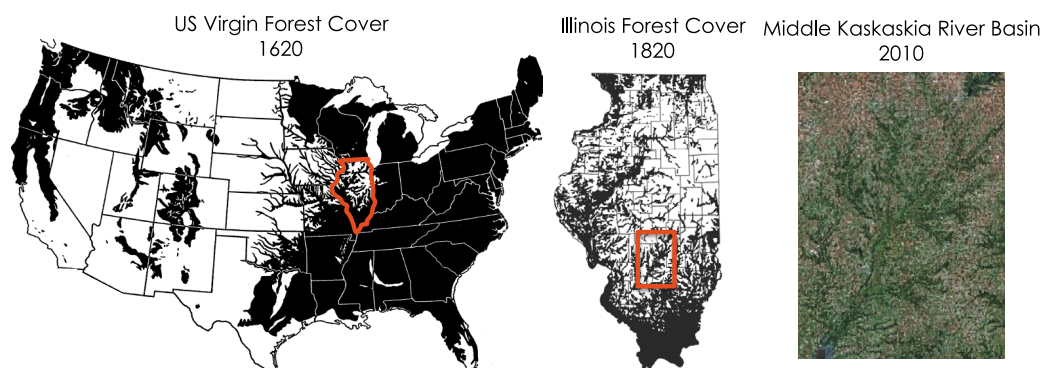 US Virgin Forest Cover
1620
Illinois Forest Cover
1820
Middle Kaskaskia River Basin
2010